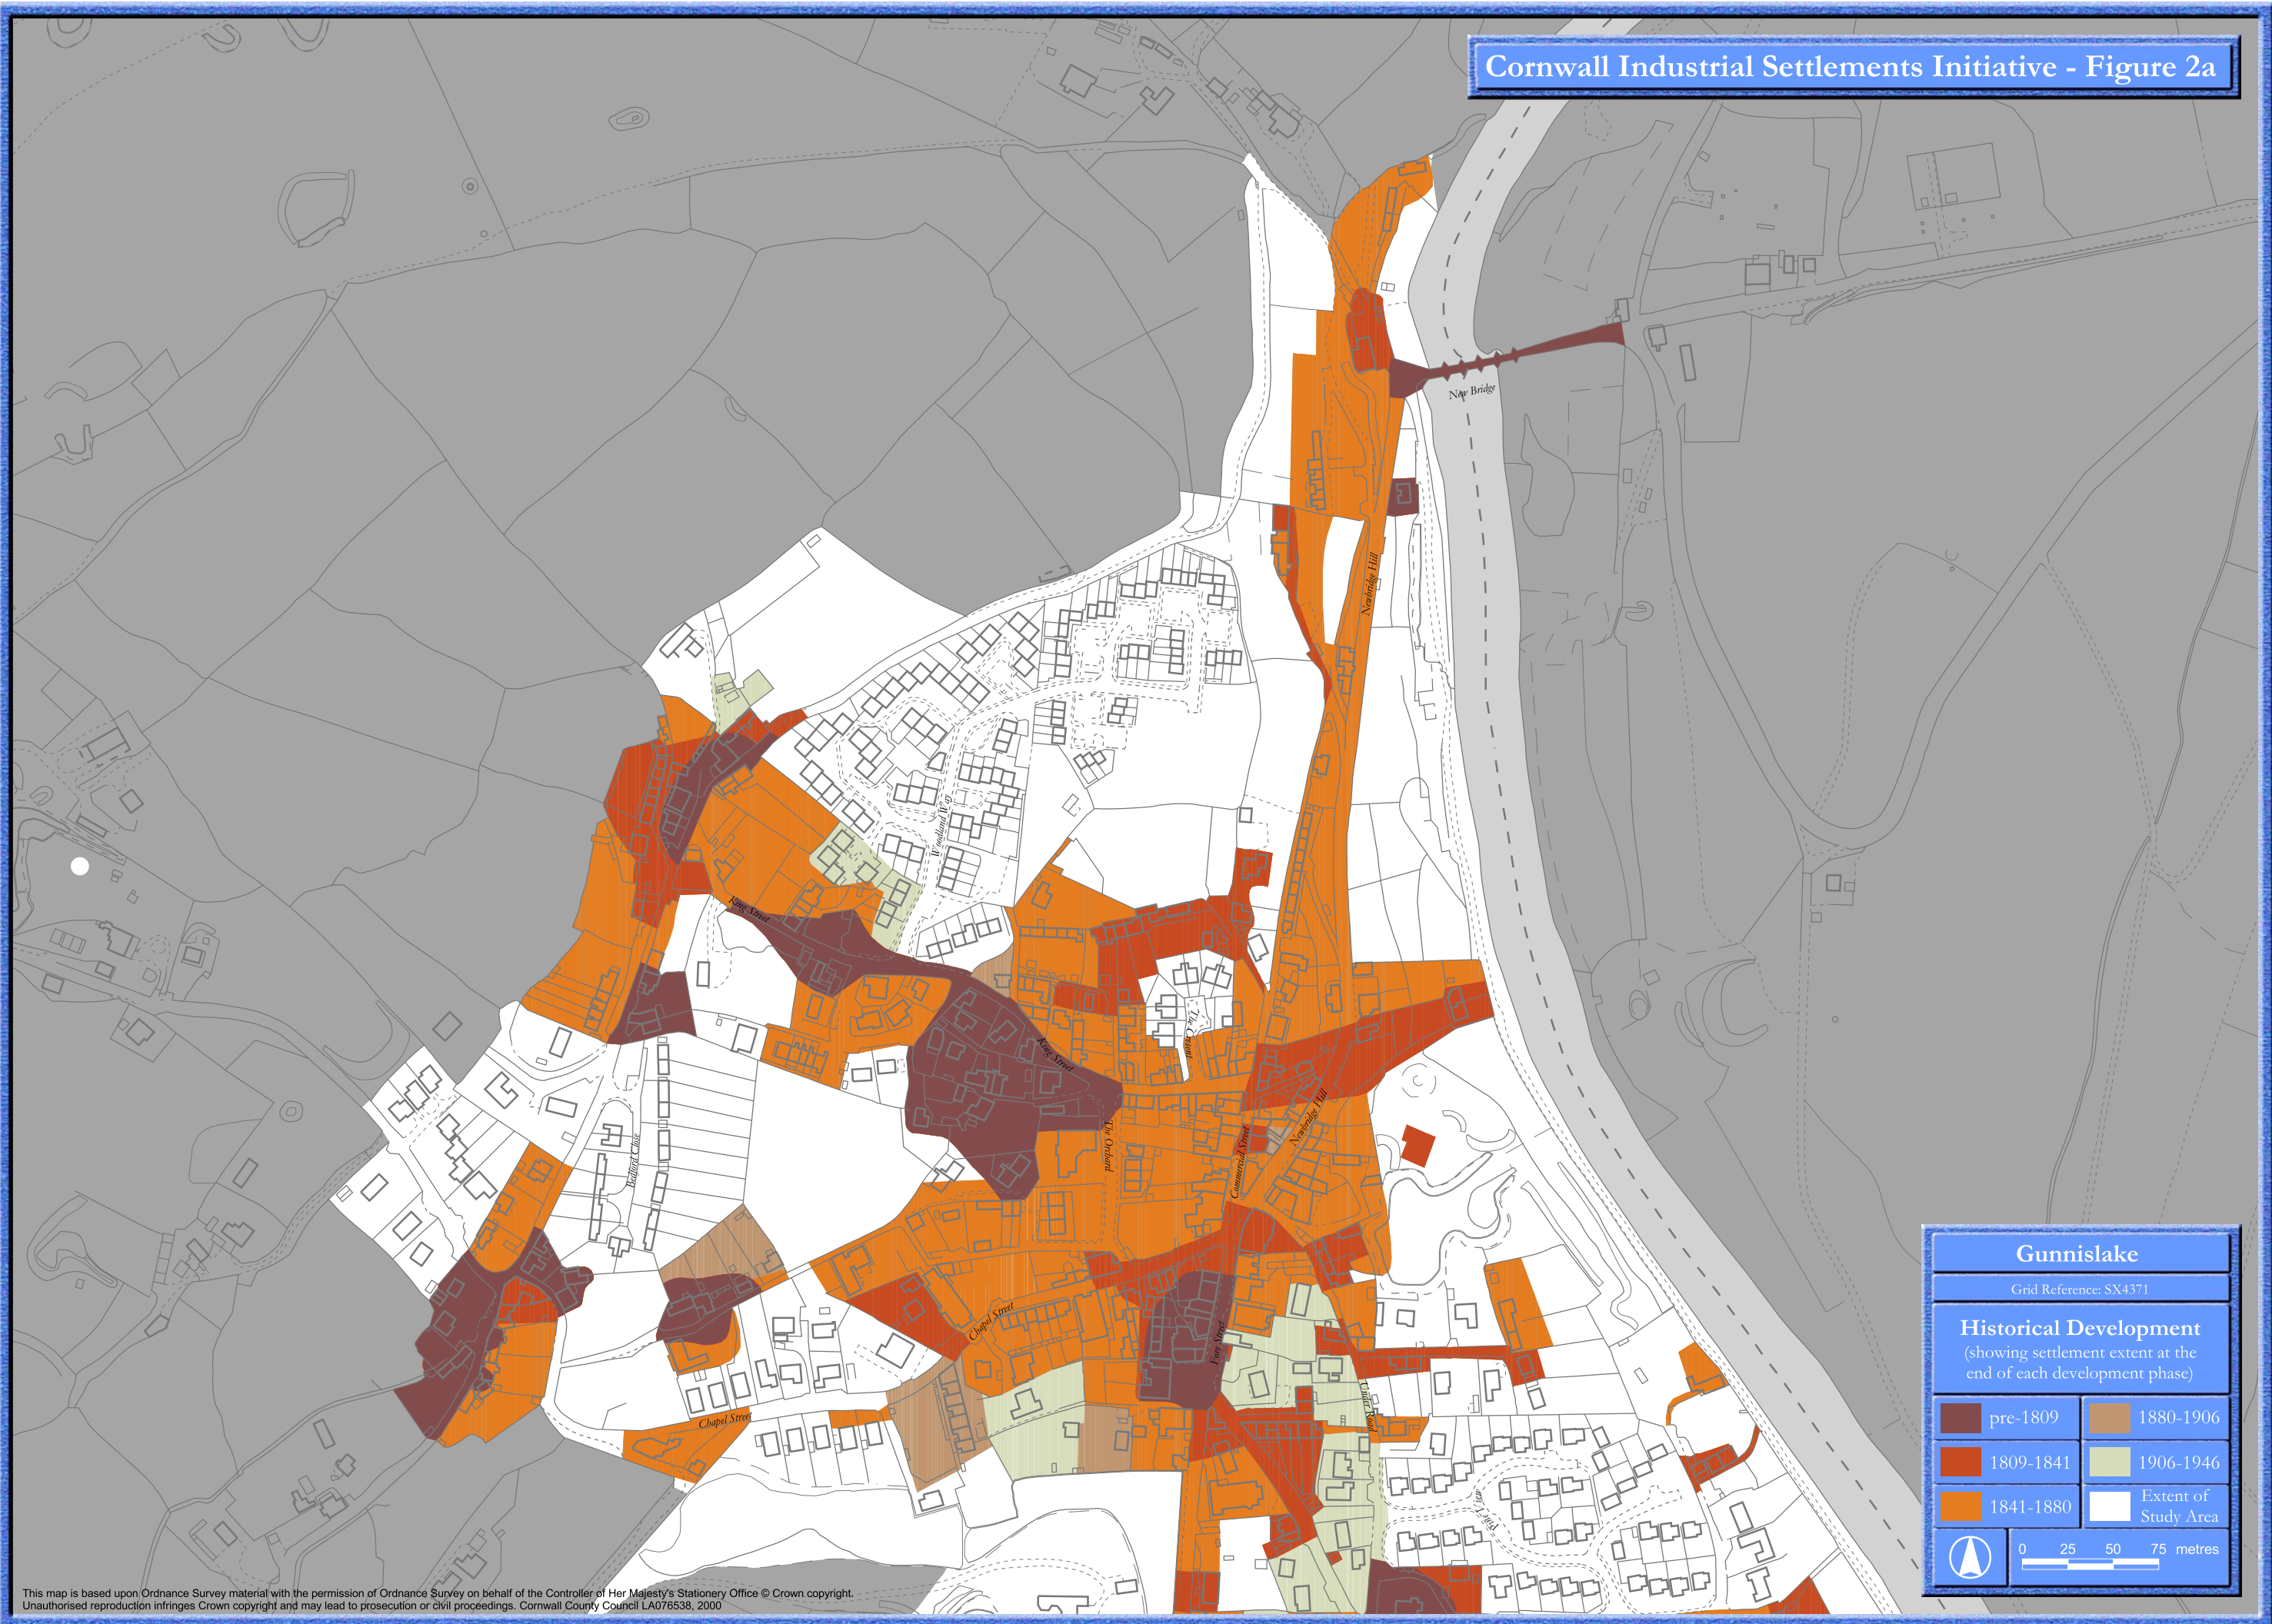 Cornwall Industrial Settlements Initiative - Figure 2a
New Bridge
Newbridge Hill
Woodland Way
King Street
King Street
The Orchard
Bedford Close
Commercial Street
Newbridge Hill
Chapel Street
Fore Street
Under Road
Chapel Street
Pine View
Gunnislake
Grid Reference: SX4371
Historical Development
(showing settlement extent at the
end of each development phase)
pre-1809
1880-1906
1809-1841
1906-1946
1841-1880
Extent of
Study Area
0 25 50 75 metres
This map is based upon Ordnance Survey material with the permission of Ordnance Survey on behalf of the Controller of Her Majesty's Stationery Office © Crown copyright.
Unauthorised reproduction infringes Crown copyright and may lead to prosecution or civil proceedings. Cornwall County Council LA076538, 2000